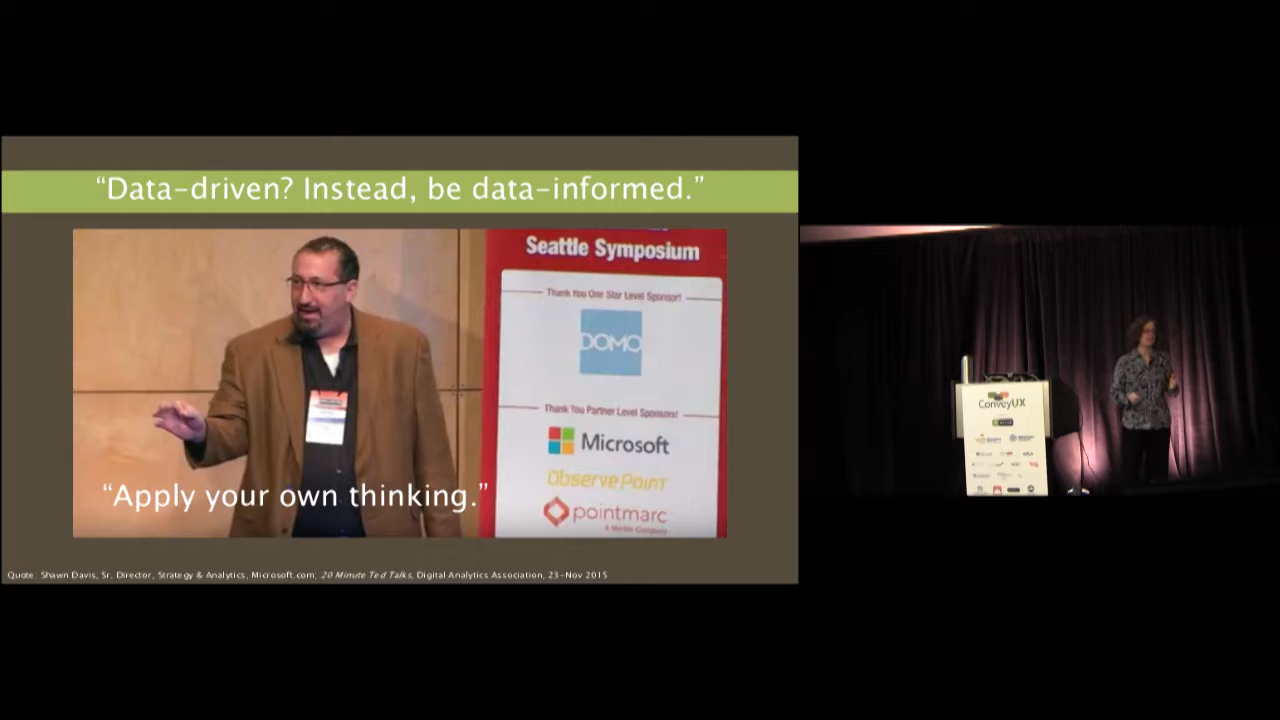 “Data-driven? Instead, be data-informed.”
Seattle Symposium
Thank You One Star Level Sponsor!
DOMO
Thank You Partner Level Sponsors!
Microsoft
ObservePoint
pointmarc
A Merkle Company
“Apply your own thinking.”
Quote: Shawn Davis, Sr. Director, Strategy & Analytics, Microsoft.com; 20 Minute Ted Talks, Digital Analytics Association, 23-Nov 2015
ConveyUX